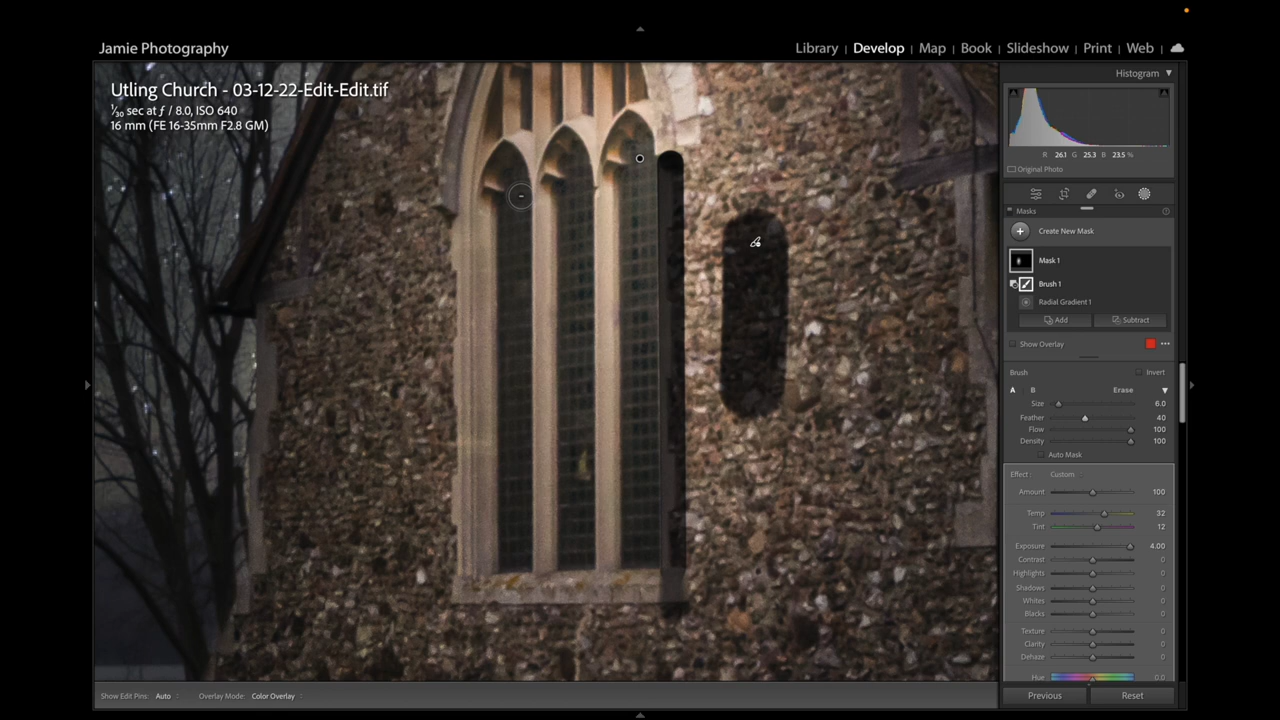 Jamie Photography
Library | Develop | Map | Book | Slideshow | Print | Web |
Utling Church - 03-12-22-Edit-Edit.tif
1/30 sec at ƒ / 8.0, ISO 640
16 mm (FE 16-35mm F2.8 GM)
Histogram
R 26.1 G 25.3 B 23.5 %
Original Photo
Masks
Create New Mask
Mask 1
Brush 1
Radial Gradient 1
Add Subtract
Show Overlay
Brush Invert
A B Erase
Size 6.0
Feather 40
Flow 100
Density 100
Auto Mask
Effect: Custom
Amount 100
Temp 32
Tint 12
Exposure 4.00
Contrast 0
Highlights 0
Shadows 0
Whites 0
Blacks 0
Texture 0
Clarity 0
Dehaze 0
Hue 0.0
Show Edit Pins: Auto Overlay Mode: Color Overlay
Previous Reset